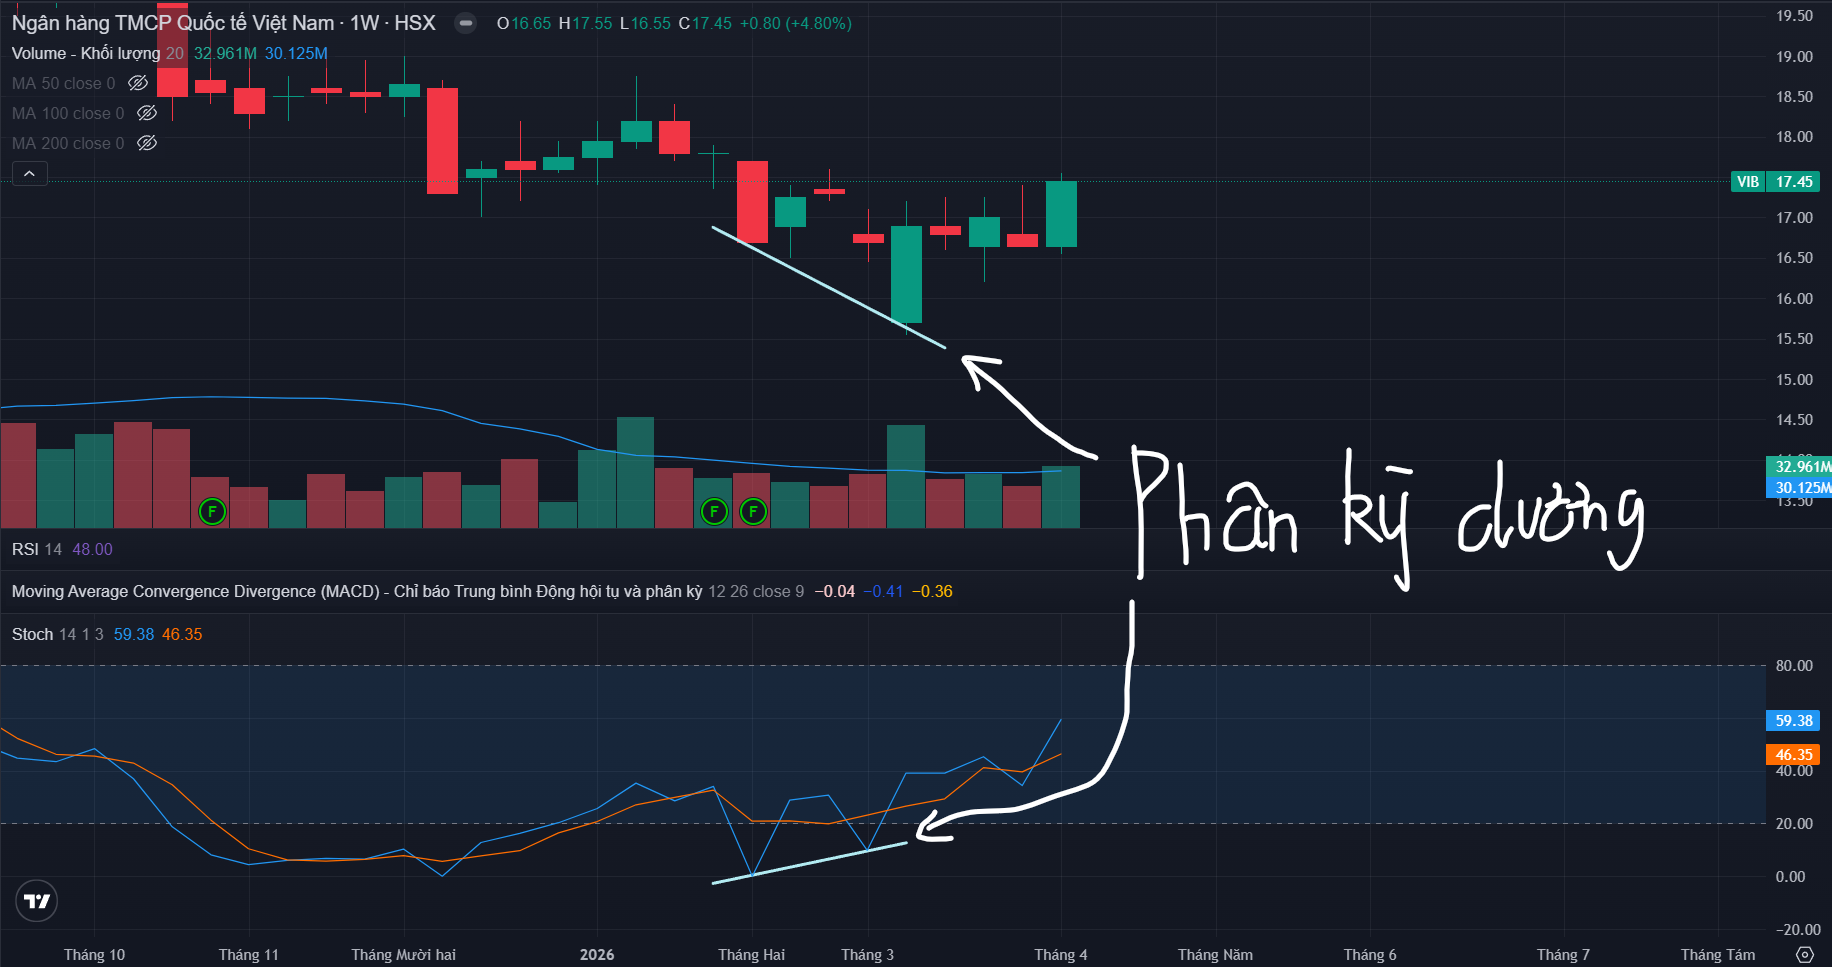 Ngân hàng TMCP Quốc tế Việt Nam · 1W · HSX O16.65 H17.55 L16.55 C17.45 +0.80 (+4.80%)
Volume - Khối lượng 20 32.961M 30.125M
MA 50 close 0
MA 100 close 0
MA 200 close 0
19.50
19.00
18.50
18.00
VIB 17.45
17.00
16.50
16.00
15.50
15.00
14.50
32.961M
30.125M
13.50
F
F
F
Phân kỳ dương
RSI 14 48.00
Moving Average Convergence Divergence (MACD) - Chỉ báo Trung bình Động hội tụ và phân kỳ 12 26 close 9 −0.04 −0.41 −0.36
Stoch 14 1 3 59.38 46.35
80.00
59.38
46.35
40.00
20.00
0.00
−20.00
Tháng 10 Tháng 11 Tháng Mười hai 2026 Tháng Hai Tháng 3 Tháng 4 Tháng Năm Tháng 6 Tháng 7 Tháng Tám